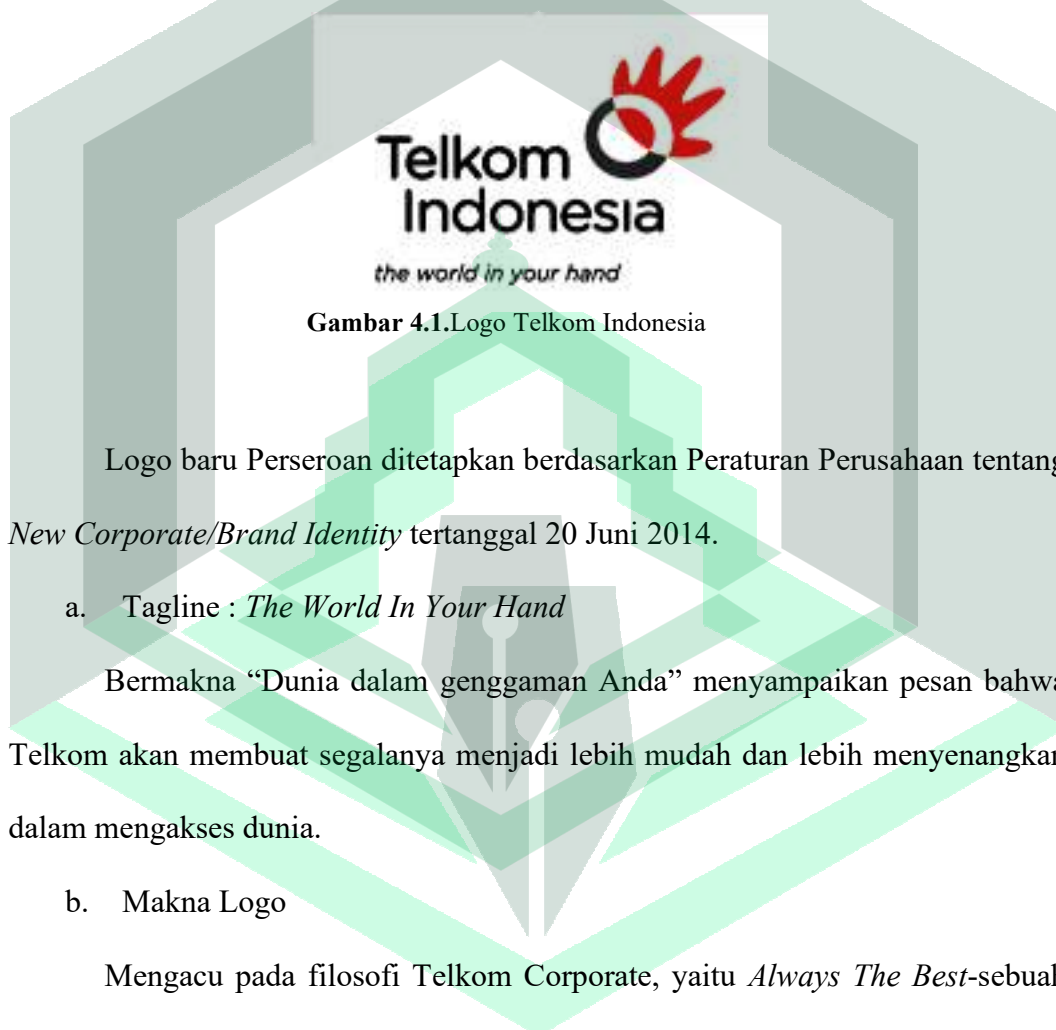 Telkom
Indonesia
the world in your hand
Gambar 4.1.Logo Telkom Indonesia
Logo baru Perseroan ditetapkan berdasarkan Peraturan Perusahaan tentang
New Corporate/Brand Identity tertanggal 20 Juni 2014.
a. Tagline : The World In Your Hand
Bermakna “Dunia dalam genggaman Anda” menyampaikan pesan bahwa
Telkom akan membuat segalanya menjadi lebih mudah dan lebih menyenangkan
dalam mengakses dunia.
b. Makna Logo
Mengacu pada filosofi Telkom Corporate, yaitu Always The Best-sebuah